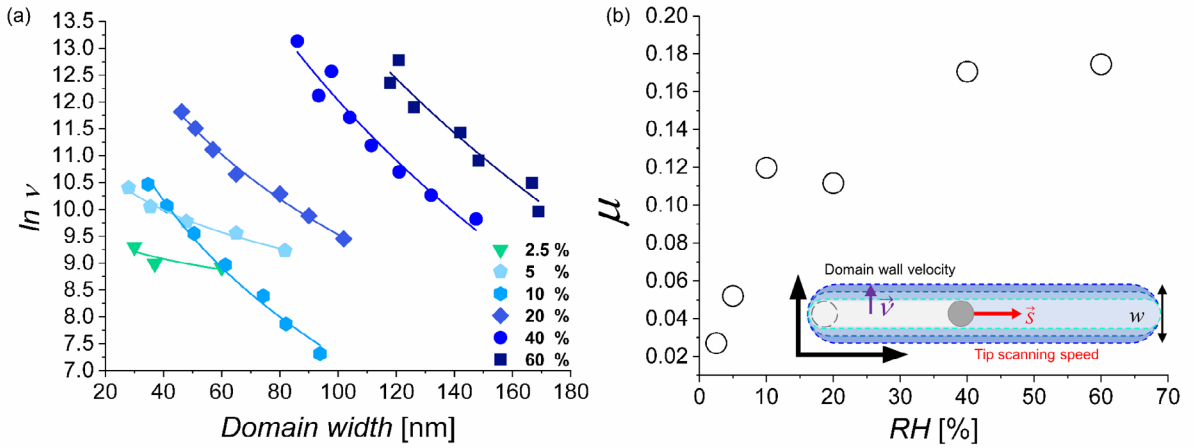 (a)
13.5
13.0
12.5
12.0
11.5
11.0
10.5
10.0
9.5
9.0
8.5
8.0
7.5
7.0
ln ν
20 40 60 80 100 120 140 160 180
Domain width [nm]
2.5 %
5 %
10 %
20 %
40 %
60 %
(b)
0.20
0.18
0.16
0.14
0.12
0.10
0.08
0.06
0.04
0.02
μ
0 10 20 30 40 50 60 70
RH [%]
Domain wall velocity
v⃗
s⃗
w
Tip scanning speed